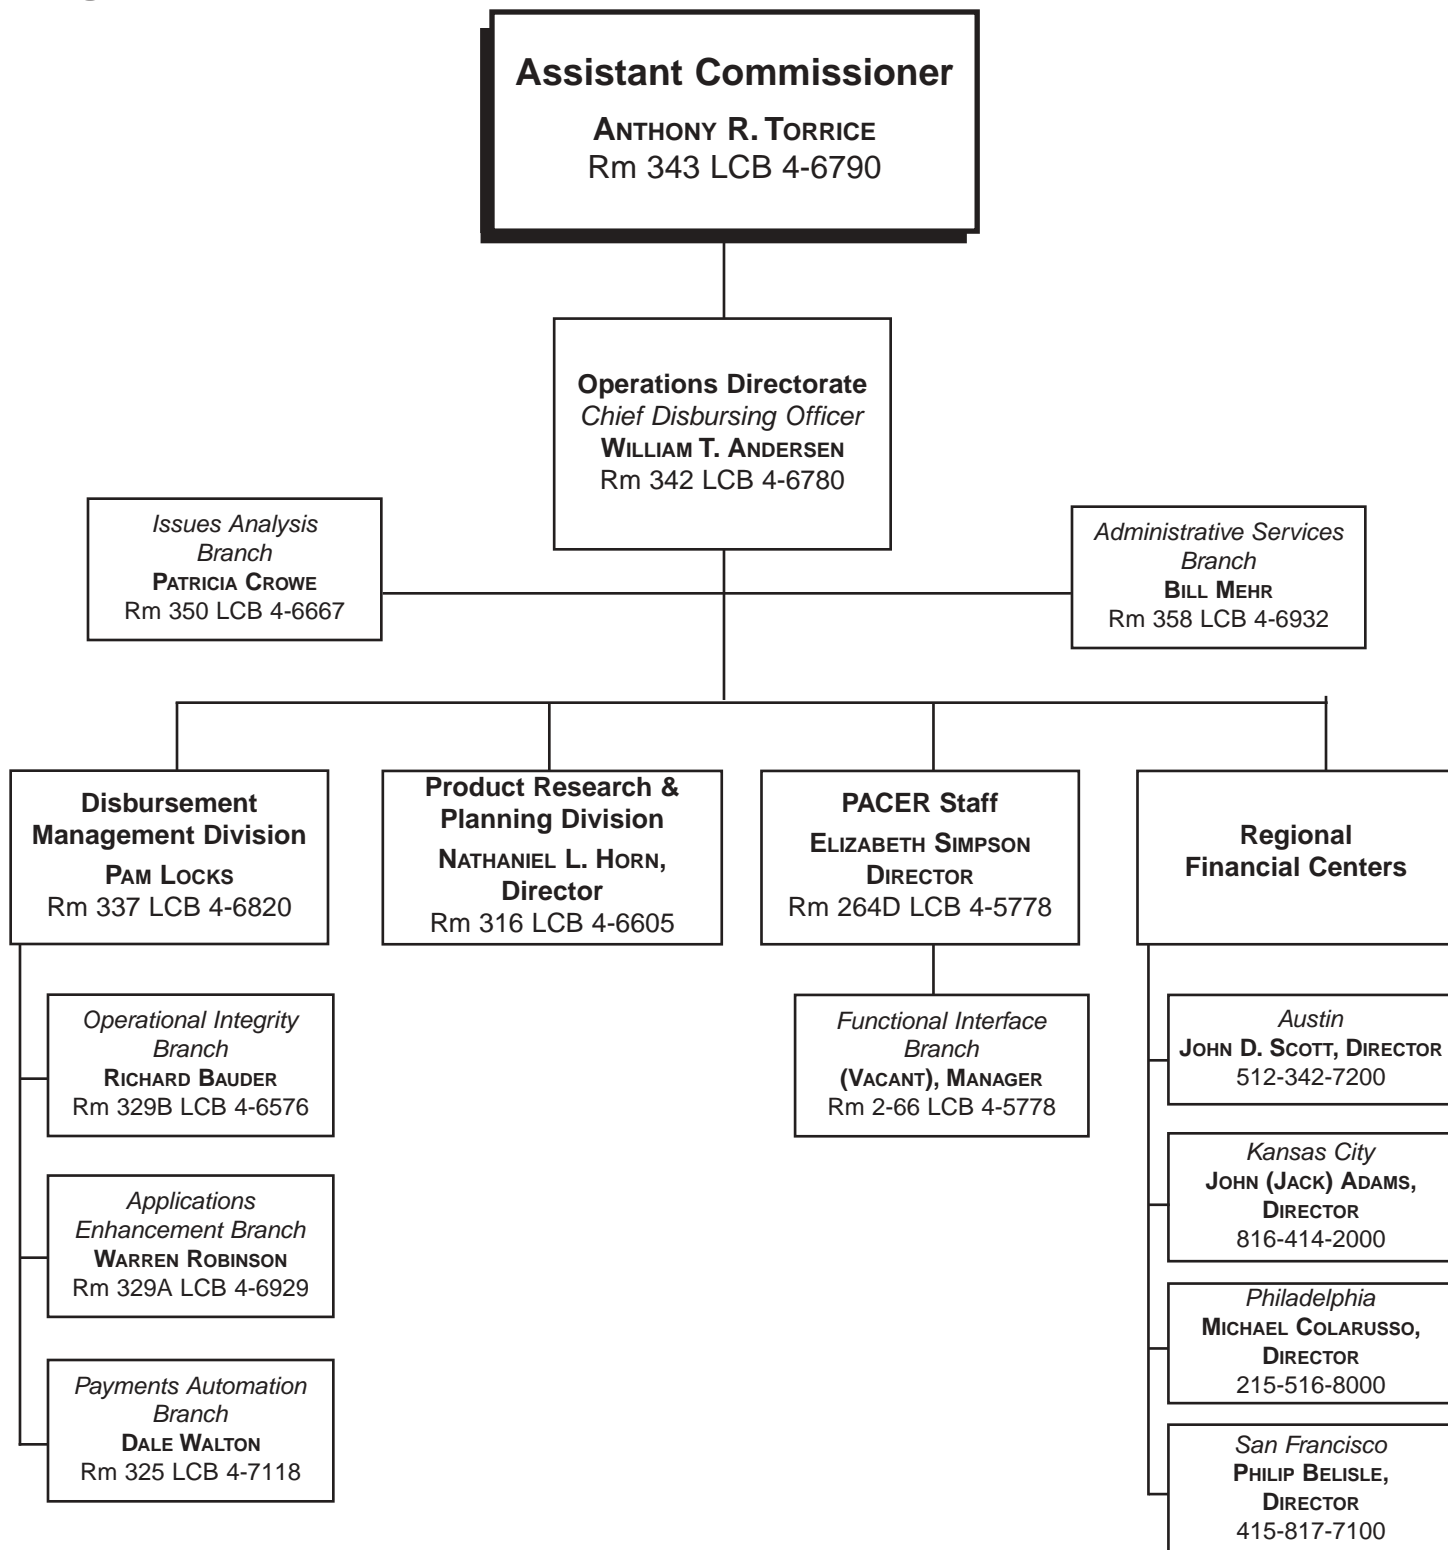 Assistant Commissioner
ANTHONY R. TORRICE
Rm 343 LCB 4-6790
Operations Directorate
Chief Disbursing Officer
WILLIAM T. ANDERSEN
Rm 342 LCB 4-6780
Issues Analysis
Branch
PATRICIA CROWE
Rm 350 LCB 4-6667
Administrative Services
Branch
BILL MEHR
Rm 358 LCB 4-6932
Disbursement
Management Division
PAM LOCKS
Rm 337 LCB 4-6820
Product Research &
Planning Division
NATHANIEL L. HORN,
Director
Rm 316 LCB 4-6605
PACER Staff
ELIZABETH SIMPSON
DIRECTOR
Rm 264D LCB 4-5778
Regional
Financial Centers
Operational Integrity
Branch
RICHARD BAUDER
Rm 329B LCB 4-6576
Applications
Enhancement Branch
WARREN ROBINSON
Rm 329A LCB 4-6929
Payments Automation
Branch
DALE WALTON
Rm 325 LCB 4-7118
Functional Interface
Branch
(VACANT), MANAGER
Rm 2-66 LCB 4-5778
Austin
JOHN D. SCOTT, DIRECTOR
512-342-7200
Kansas City
JOHN (JACK) ADAMS,
DIRECTOR
816-414-2000
Philadelphia
MICHAEL COLARUSSO,
DIRECTOR
215-516-8000
San Francisco
PHILIP BELISLE,
DIRECTOR
415-817-7100